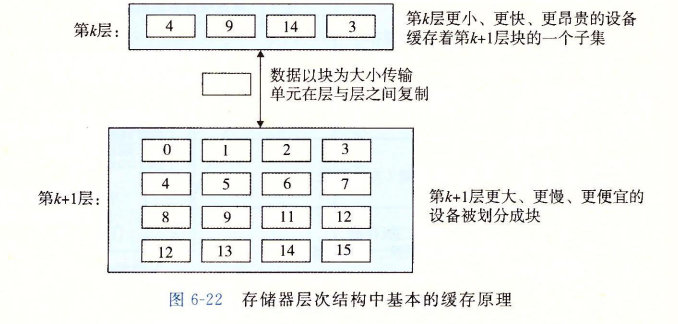 第k层：
4 9 14 3
第k层更小、更快、更昂贵的设备
缓存着第k+1层块的一个子集
数据以块为大小传输
单元在层与层之间复制
0 1 2 3
4 5 6 7
第k+1层：
8 9 11 12
12 13 14 15
第k+1层更大、更慢、更便宜的
设备被划分成块
图 6-22 存储器层次结构中基本的缓存原理